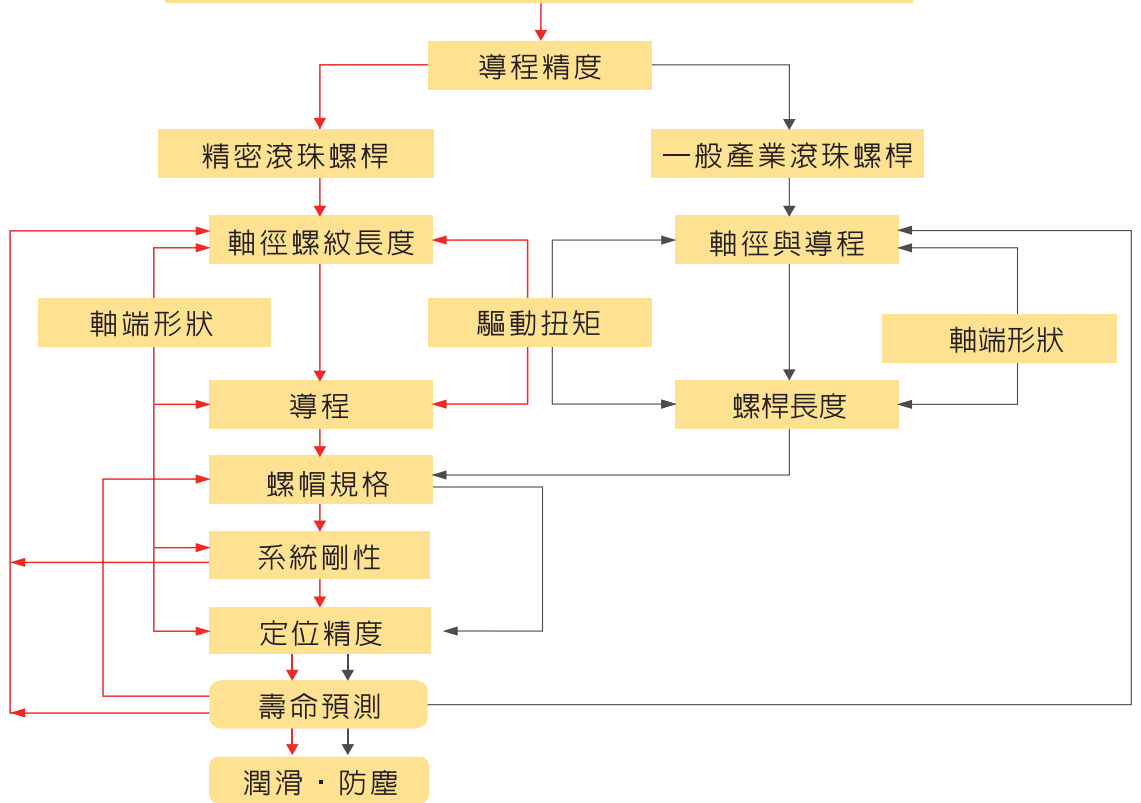 導程精度
精密滾珠螺桿
一般產業滾珠螺桿
軸徑螺紋長度
軸徑與導程
軸端形狀
驅動扭矩
軸端形狀
導程
螺桿長度
螺帽規格
系統剛性
定位精度
壽命預測
潤滑・防塵